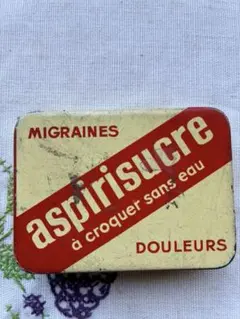 MIGRAINES
aspirisucre
à croquer sans eau
DOULEURS